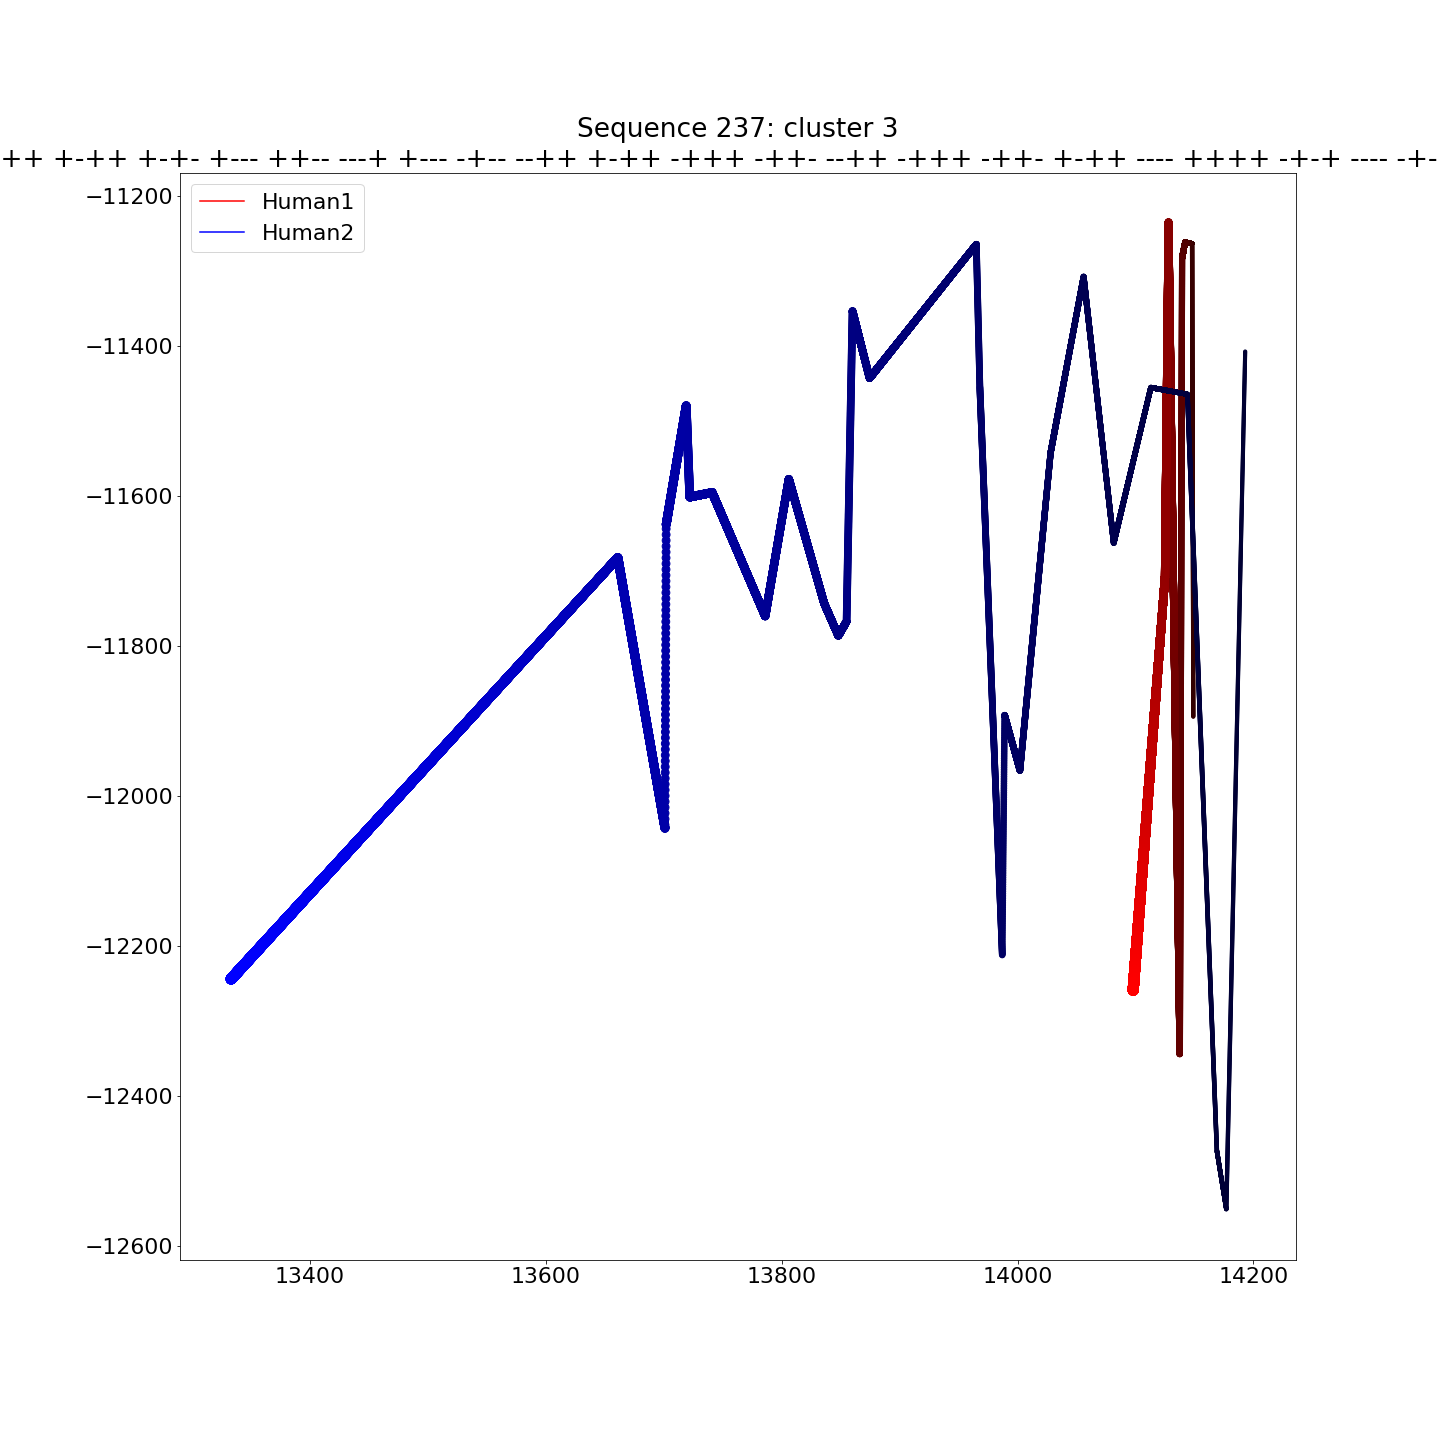 Sequence 237: cluster 3
++ +-++ +-+- +--- ++-- ---+ +--- -+-- --++ +-++ -+++ -++- --++ -+++ -++- +-++ ---- ++++ -+-+ ---- -+-
Human1
Human2
−11200
−11400
−11600
−11800
−12000
−12200
−12400
−12600
13400 13600 13800 14000 14200